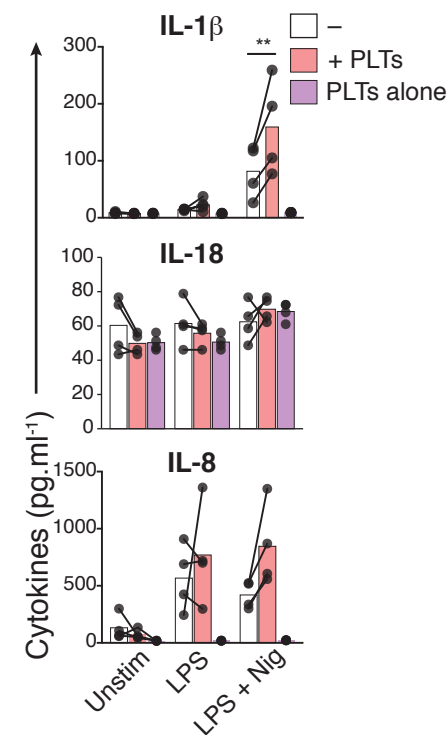 IL-1β
**
–
+ PLTs
PLTs alone
300
200
100
0
IL-18
100
80
60
40
20
0
IL-8
1500
1000
500
0
Cytokines (pg.ml-1)
Unstim
LPS
LPS + Nig